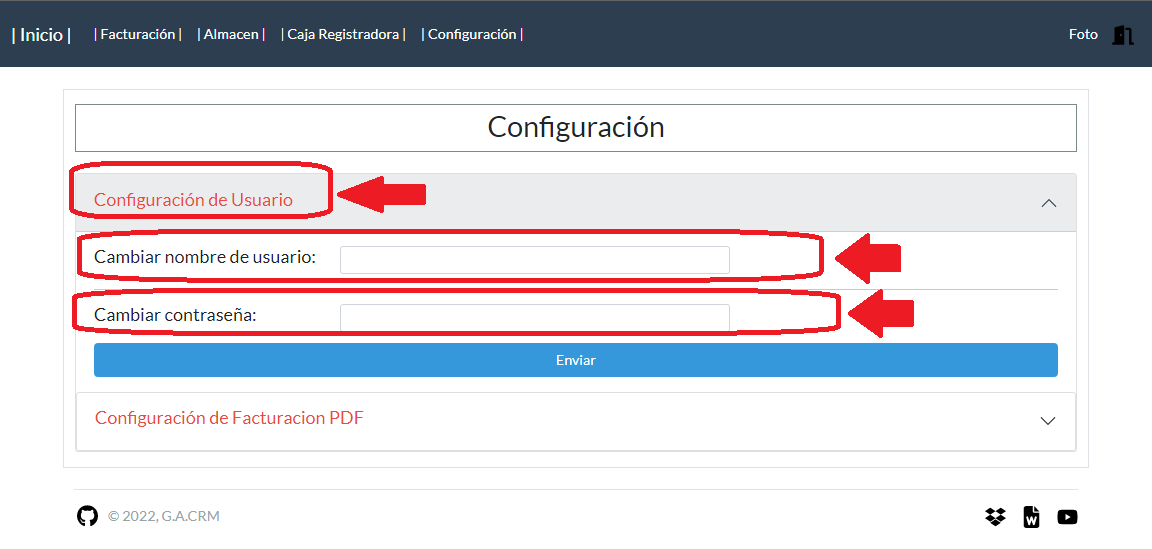 | Inicio | | Facturación | | Almacen | | Caja Registradora | | Configuración | Foto
Configuración
Configuración de Usuario
Cambiar nombre de usuario:
Cambiar contraseña:
Enviar
Configuración de Facturacion PDF
© 2022, G.A.CRM
W